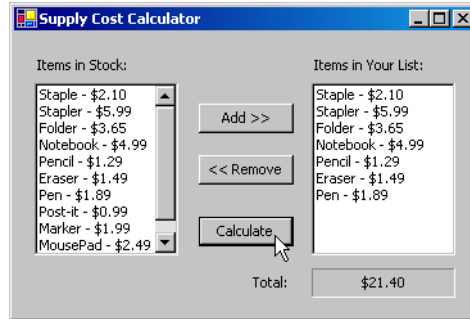 Supply Cost Calculator
Items in Stock:
Staple - $2.10
Stapler - $5.99
Folder - $3.65
Notebook - $4.99
Pencil - $1.29
Eraser - $1.49
Pen - $1.89
Post-it - $0.99
Marker - $1.99
MousePad - $2.49
Add >>
<< Remove
Calculate
Items in Your List:
Staple - $2.10
Stapler - $5.99
Folder - $3.65
Notebook - $4.99
Pencil - $1.29
Eraser - $1.49
Pen - $1.89
Total:
$21.40